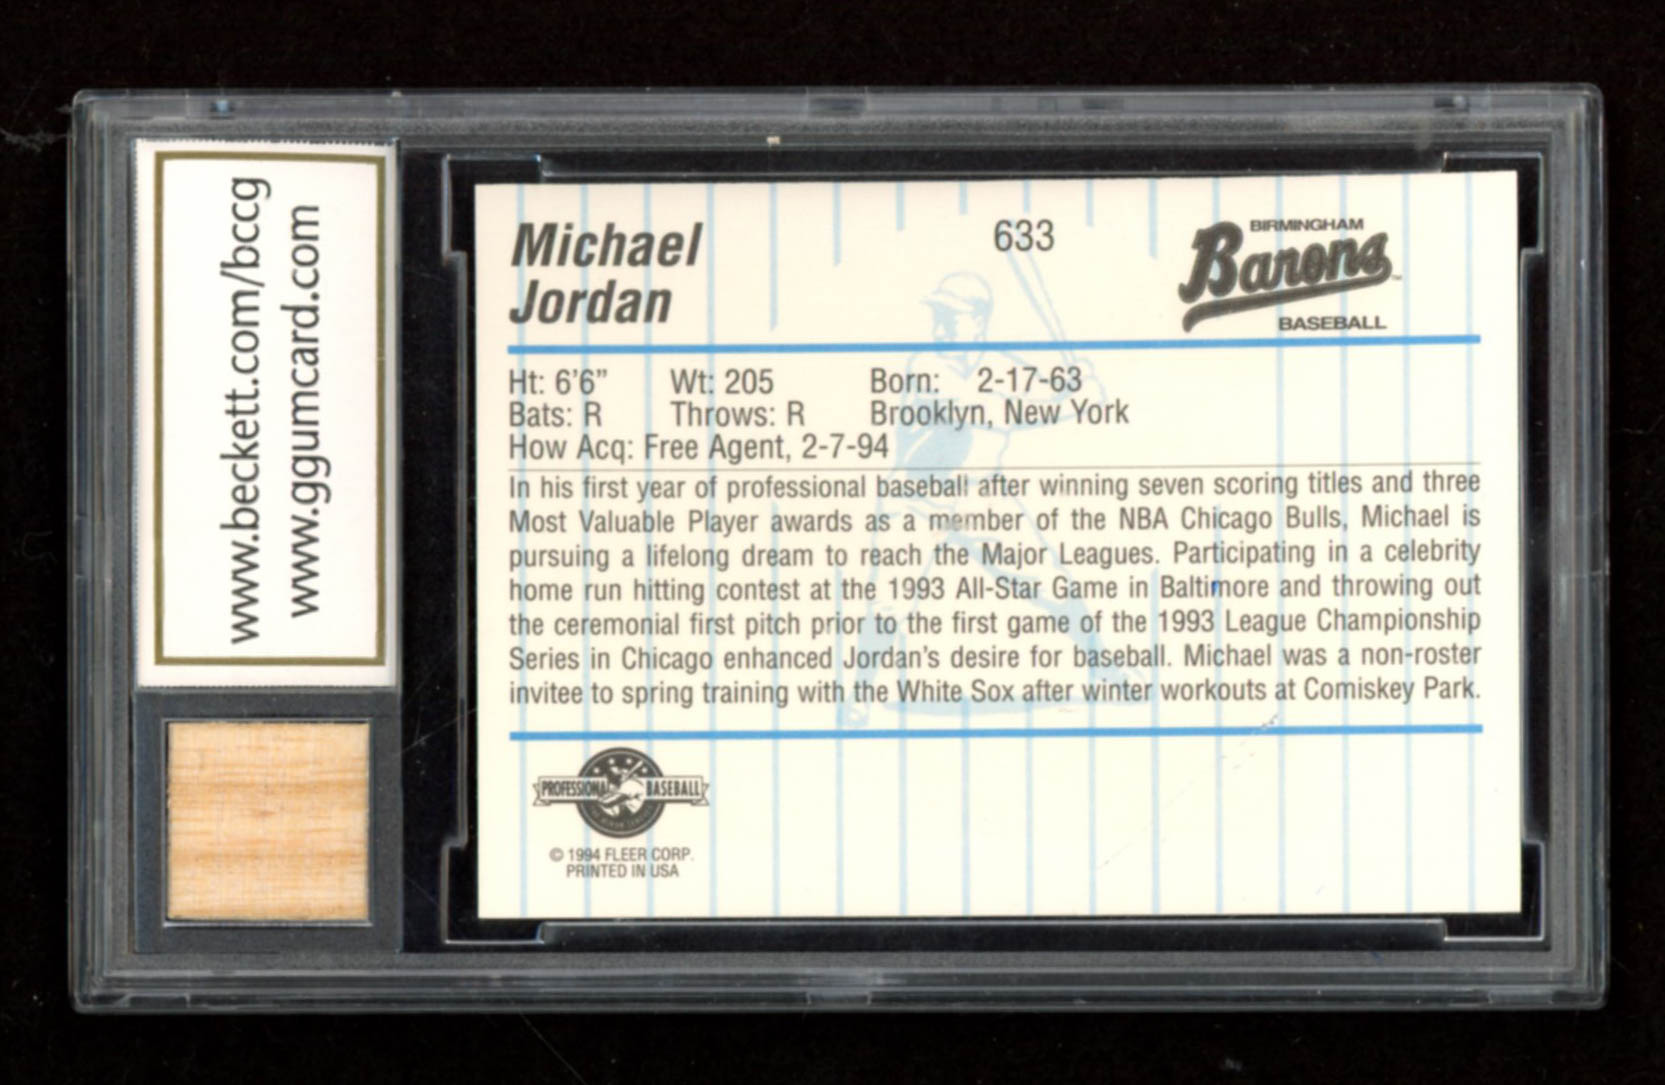 www.beckett.com/bccg
www.ggumcard.com
Michael
Jordan
633
BIRMINGHAM
Barons
BASEBALL
Ht: 6'6" Wt: 205 Born: 2-17-63
Bats: R Throws: R Brooklyn, New York
How Acq: Free Agent, 2-7-94
In his first year of professional baseball after winning seven scoring titles and three
Most Valuable Player awards as a member of the NBA Chicago Bulls, Michael is
pursuing a lifelong dream to reach the Major Leagues. Participating in a celebrity
home run hitting contest at the 1993 All-Star Game in Baltimore and throwing out
the ceremonial first pitch prior to the first game of the 1993 League Championship
Series in Chicago enhanced Jordan's desire for baseball. Michael was a non-roster
invitee to spring training with the White Sox after winter workouts at Comiskey Park.
PROFESSIONAL BASEBALL
© 1994 FLEER CORP.
PRINTED IN USA